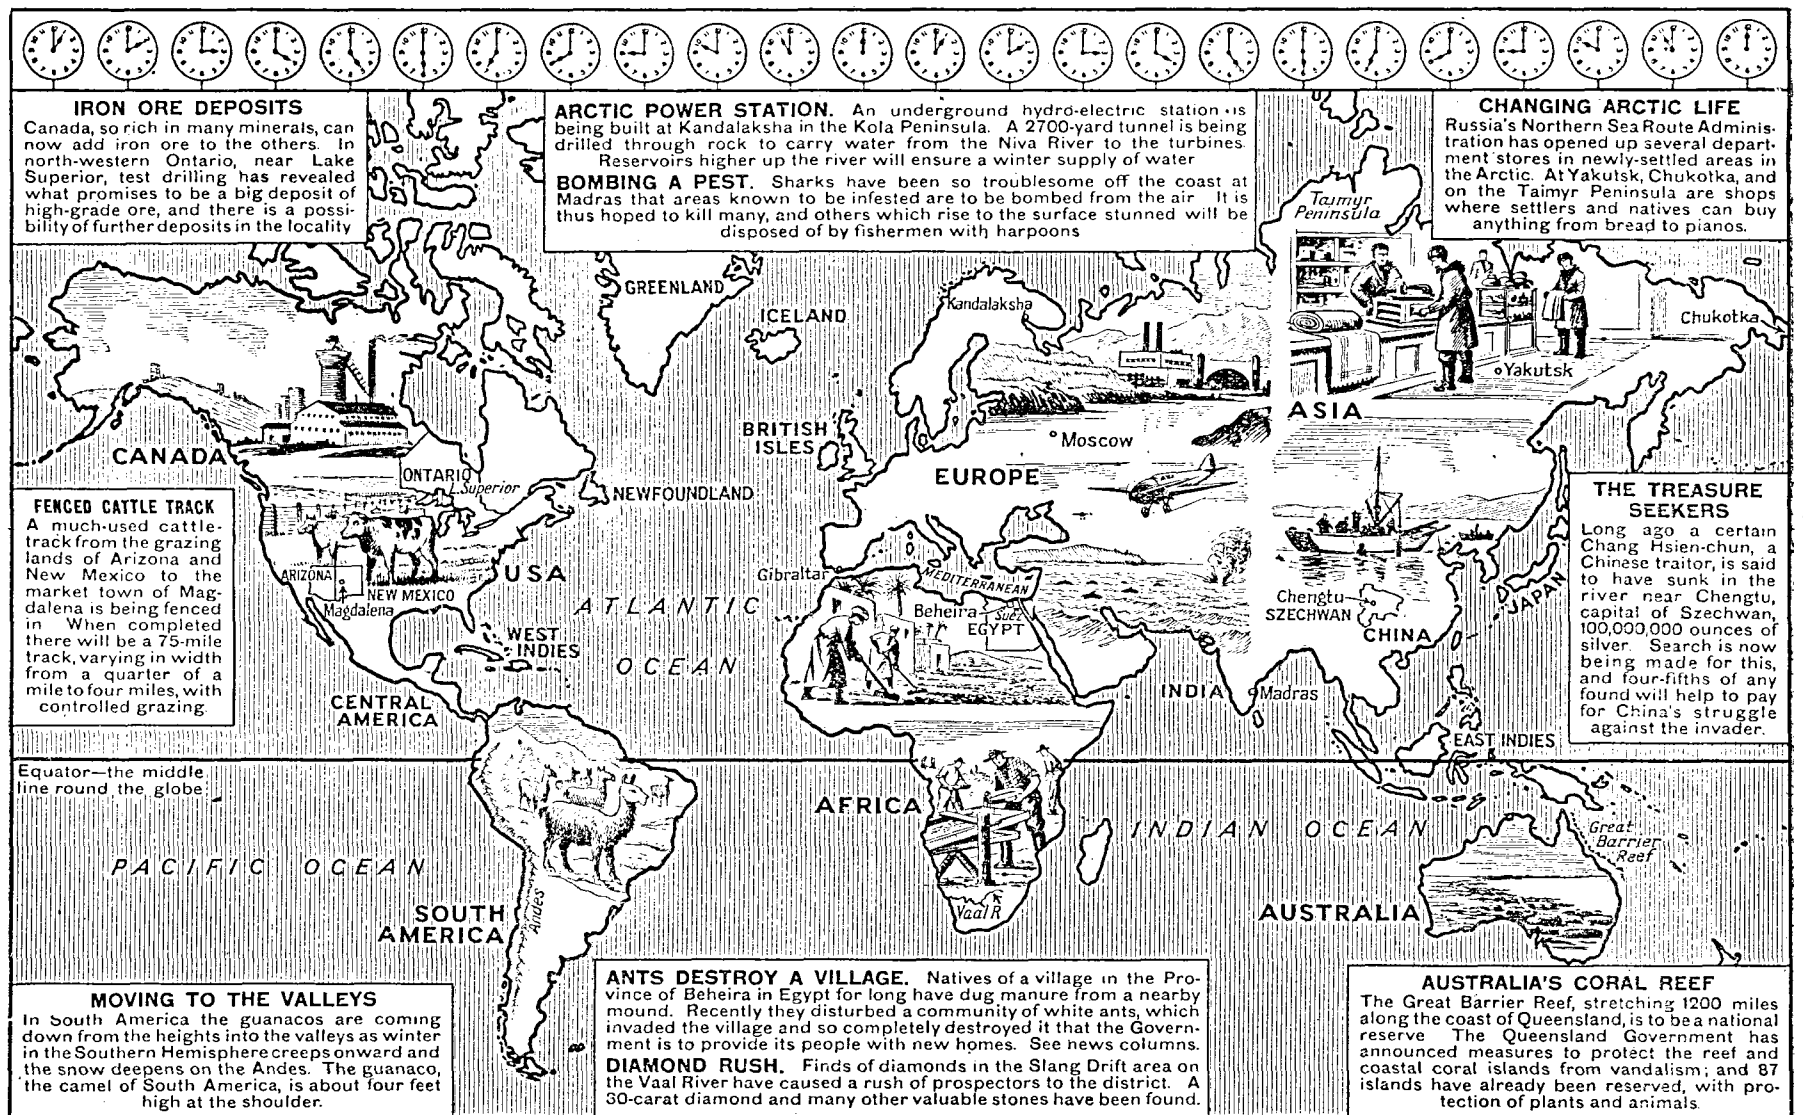 IRON ORE DEPOSITS
Canada, so rich in many minerals, can
now add iron ore to the others. In
north-western Ontario, near Lake
Superior, test drilling has revealed
what promises to be a big deposit of
high-grade ore, and there is a possi-
bility of further deposits in the locality
ARCTIC POWER STATION. An underground hydro-electric station is
being built at Kandalaksha in the Kola Peninsula. A 2700-yard tunnel is being
drilled through rock to carry water from the Niva River to the turbines.
Reservoirs higher up the river will ensure a winter supply of water
BOMBING A PEST. Sharks have been so troublesome off the coast at
Madras that areas known to be infested are to be bombed from the air It is
thus hoped to kill many, and others which rise to the surface stunned will be
disposed of by fishermen with harpoons
CHANGING ARCTIC LIFE
Russia's Northern Sea Route Adminis-
tration has opened up several depart-
ment stores in newly-settled areas in
the Arctic. At Yakutsk, Chukotka, and
on the Taimyr Peninsula are shops
where settlers and natives can buy
anything from bread to pianos.
Taimyr
Peninsula
GREENLAND
ICELAND
Kandalaksha
Chukotka
Yakutsk
ASIA
BRITISH
ISLES
Moscow
CANADA
EUROPE
ONTARIO
L. Superior
NEWFOUNDLAND
FENCED CATTLE TRACK
A much-used cattle-
track from the grazing
lands of Arizona and
New Mexico to the
market town of Mag-
dalena is being fenced
in When completed
there will be a 75-mile
track, varying in width
from a quarter of a
mile to four miles, with
controlled grazing.
THE TREASURE
SEEKERS
Long ago a certain
Chang Hsien-chun, a
Chinese traitor, is said
to have sunk in the
river near Chengtu,
capital of Szechwan,
100,000,000 ounces of
silver. Search is now
being made for this,
and four-fifths of any
found will help to pay
for China's struggle
against the invader.
ARIZONA
USA
NEW MEXICO
Magdalena
Gibraltar
MEDITERRANEAN
Beheira
Suez
EGYPT
Chengtu
SZECHWAN
CHINA
JAPAN
ATLANTIC
OCEAN
WEST
INDIES
CENTRAL
AMERICA
INDIA
Madras
EAST INDIES
Equator—the middle
line round the globe
AFRICA
INDIAN OCEAN
Great
Barrier
Reef
PACIFIC OCEAN
SOUTH
AMERICA
Andes
Vaal R
AUSTRALIA
MOVING TO THE VALLEYS
In South America the guanacos are coming
down from the heights into the valleys as winter
in the Southern Hemisphere creeps onward and
the snow deepens on the Andes. The guanaco,
the camel of South America, is about four feet
high at the shoulder.
ANTS DESTROY A VILLAGE. Natives of a village in the Pro-
vince of Beheira in Egypt for long have dug manure from a nearby
mound. Recently they disturbed a community of white ants, which
invaded the village and so completely destroyed it that the Govern-
ment is to provide its people with new homes. See news columns.
DIAMOND RUSH. Finds of diamonds in the Slang Drift area on
the Vaal River have caused a rush of prospectors to the district. A
30-carat diamond and many other valuable stones have been found.
AUSTRALIA'S CORAL REEF
The Great Barrier Reef, stretching 1200 miles
along the coast of Queensland, is to be a national
reserve The Queensland Government has
announced measures to protect the reef and
coastal coral islands from vandalism; and 87
islands have already been reserved, with pro-
tection of plants and animals.